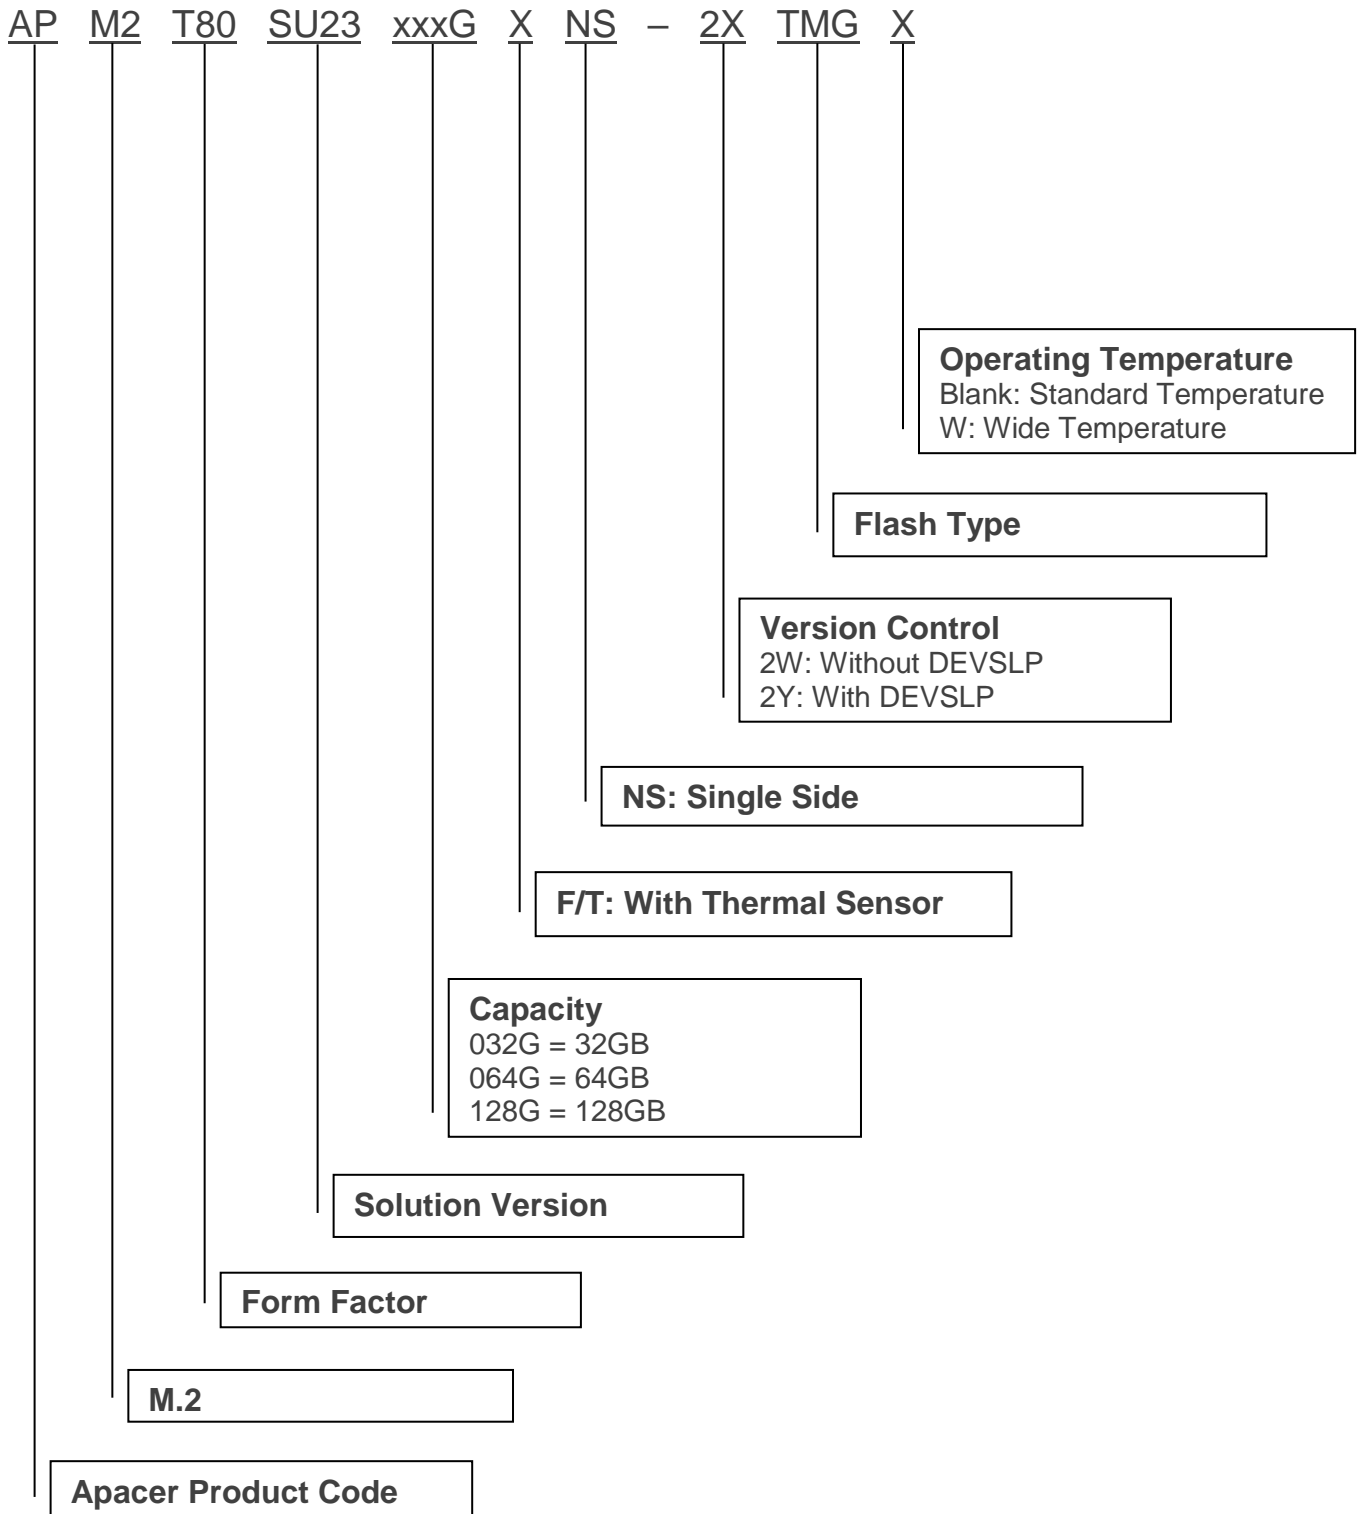 AP M2 T80 SU23 xxxG X NS – 2X TMG X
Operating Temperature
Blank: Standard Temperature
W: Wide Temperature
Flash Type
Version Control
2W: Without DEVSLP
2Y: With DEVSLP
NS: Single Side
F/T: With Thermal Sensor
Capacity
032G = 32GB
064G = 64GB
128G = 128GB
Solution Version
Form Factor
M.2
Apacer Product Code